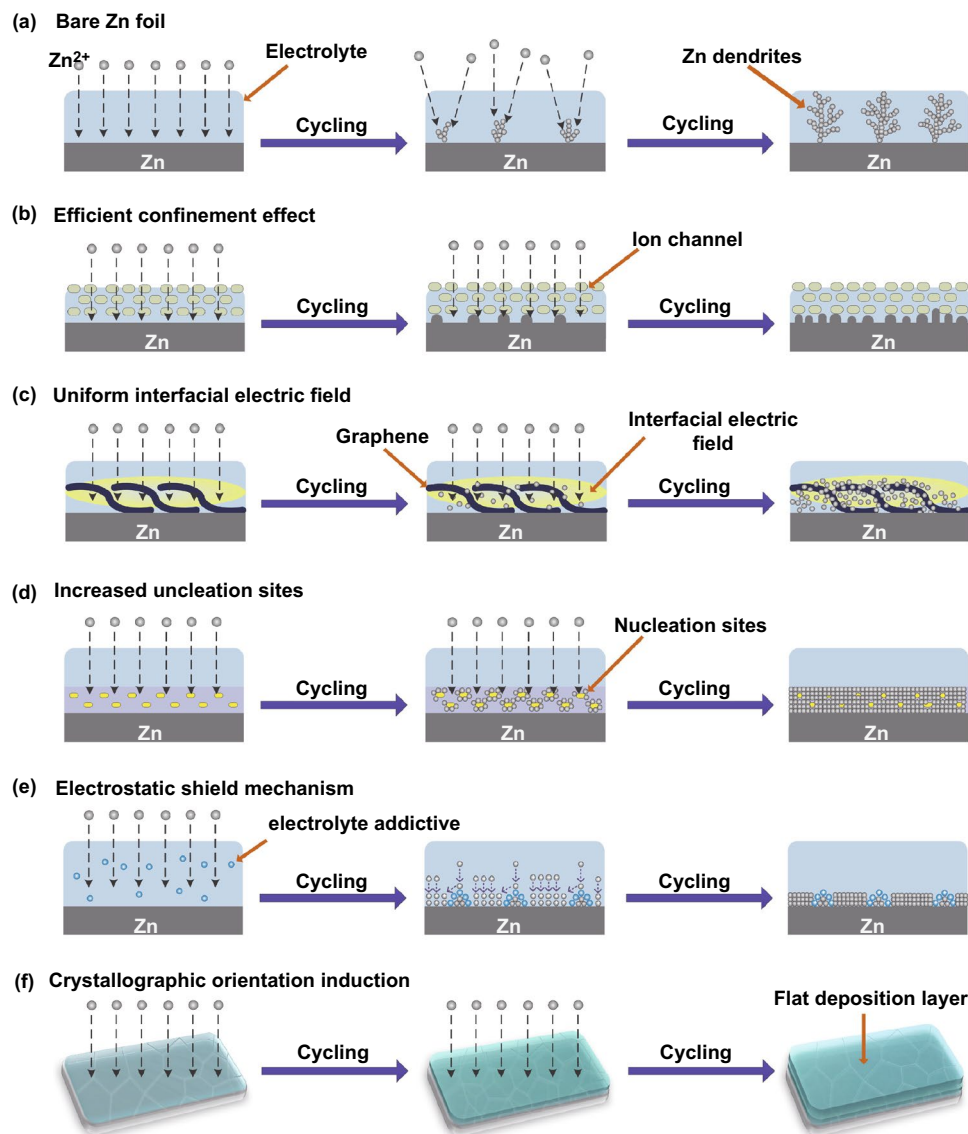 (a) Bare Zn foil
Zn2+
Electrolyte
Zn dendrites
Cycling
Cycling
Zn
Zn
Zn
(b) Efficient confinement effect
Ion channel
Cycling
Cycling
Zn
Zn
Zn
(c) Uniform interfacial electric field
Graphene
Interfacial electric
field
Cycling
Cycling
Zn
Zn
Zn
(d) Increased uncleation sites
Nucleation sites
Cycling
Cycling
Zn
Zn
Zn
(e) Electrostatic shield mechanism
electrolyte addictive
Cycling
Cycling
Zn
Zn
Zn
(f) Crystallographic orientation induction
Flat deposition layer
Cycling
Cycling